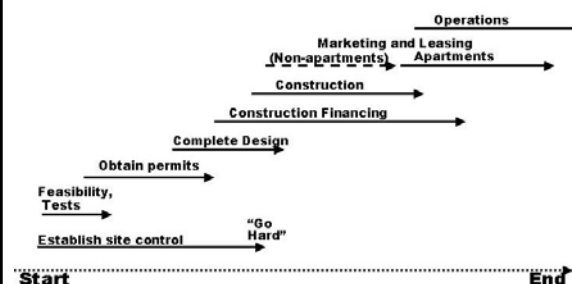 Operations
Marketing and Leasing
(Non-apartments) Apartments
Construction
Construction Financing
Complete Design
Obtain permits
Feasibility,
Tests
"Go
Hard"
Establish site control
Start End